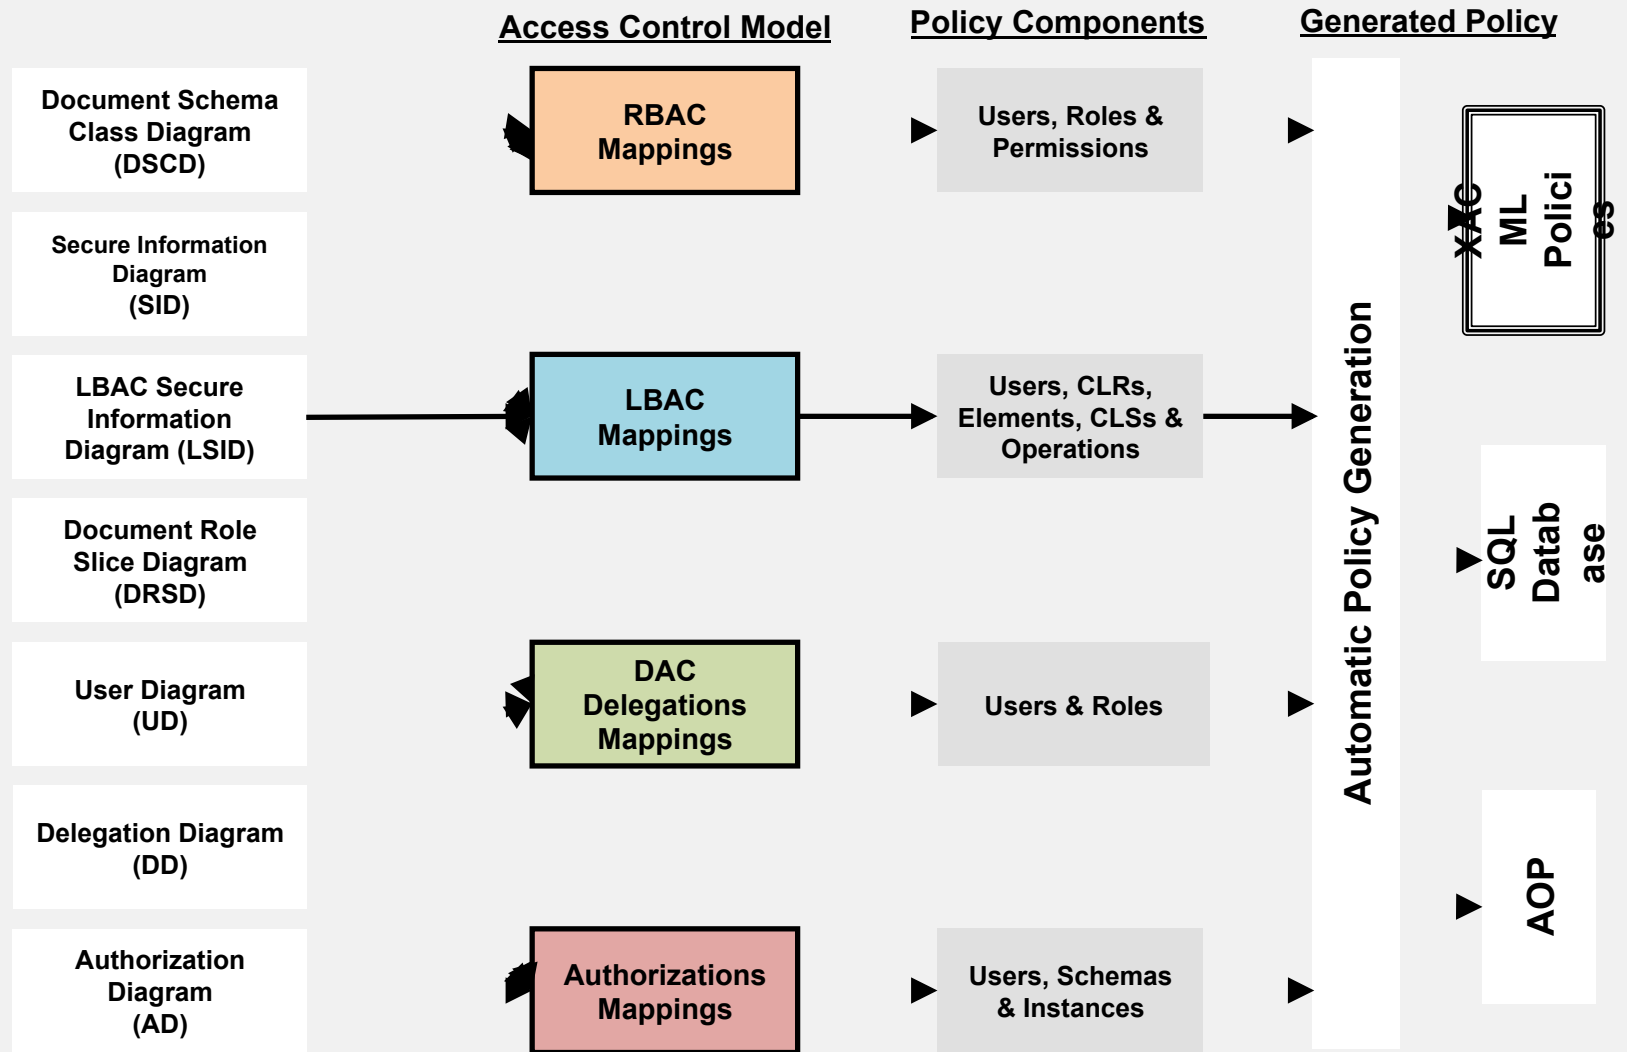 Access Control Model
Policy Components
Generated Policy
Document Schema
Class Diagram
(DSCD)
RBAC
Mappings
Users, Roles &
Permissions
Secure Information
Diagram
(SID)
LBAC Secure
Information
Diagram (LSID)
LBAC
Mappings
Users, CLRs,
Elements, CLSs &
Operations
Document Role
Slice Diagram
(DRSD)
User Diagram
(UD)
DAC
Delegations
Mappings
Users & Roles
Delegation Diagram
(DD)
Authorization
Diagram
(AD)
Authorizations
Mappings
Users, Schemas
& Instances
Automatic Policy Generation
XAC
ML
Polici
es
SQL
Datab
ase
AOP